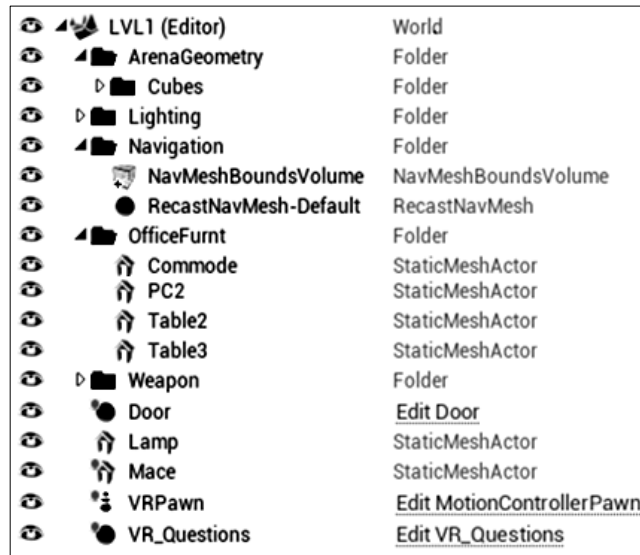 LVL1 (Editor) World
ArenaGeometry Folder
Cubes Folder
Lighting Folder
Navigation Folder
NavMeshBoundsVolume NavMeshBoundsVolume
RecastNavMesh-Default RecastNavMesh
OfficeFurnt Folder
Commode StaticMeshActor
PC2 StaticMeshActor
Table2 StaticMeshActor
Table3 StaticMeshActor
Weapon Folder
Door Edit Door
Lamp StaticMeshActor
Mace StaticMeshActor
VRPawn Edit MotionControllerPawn
VR_Questions Edit VR_Questions